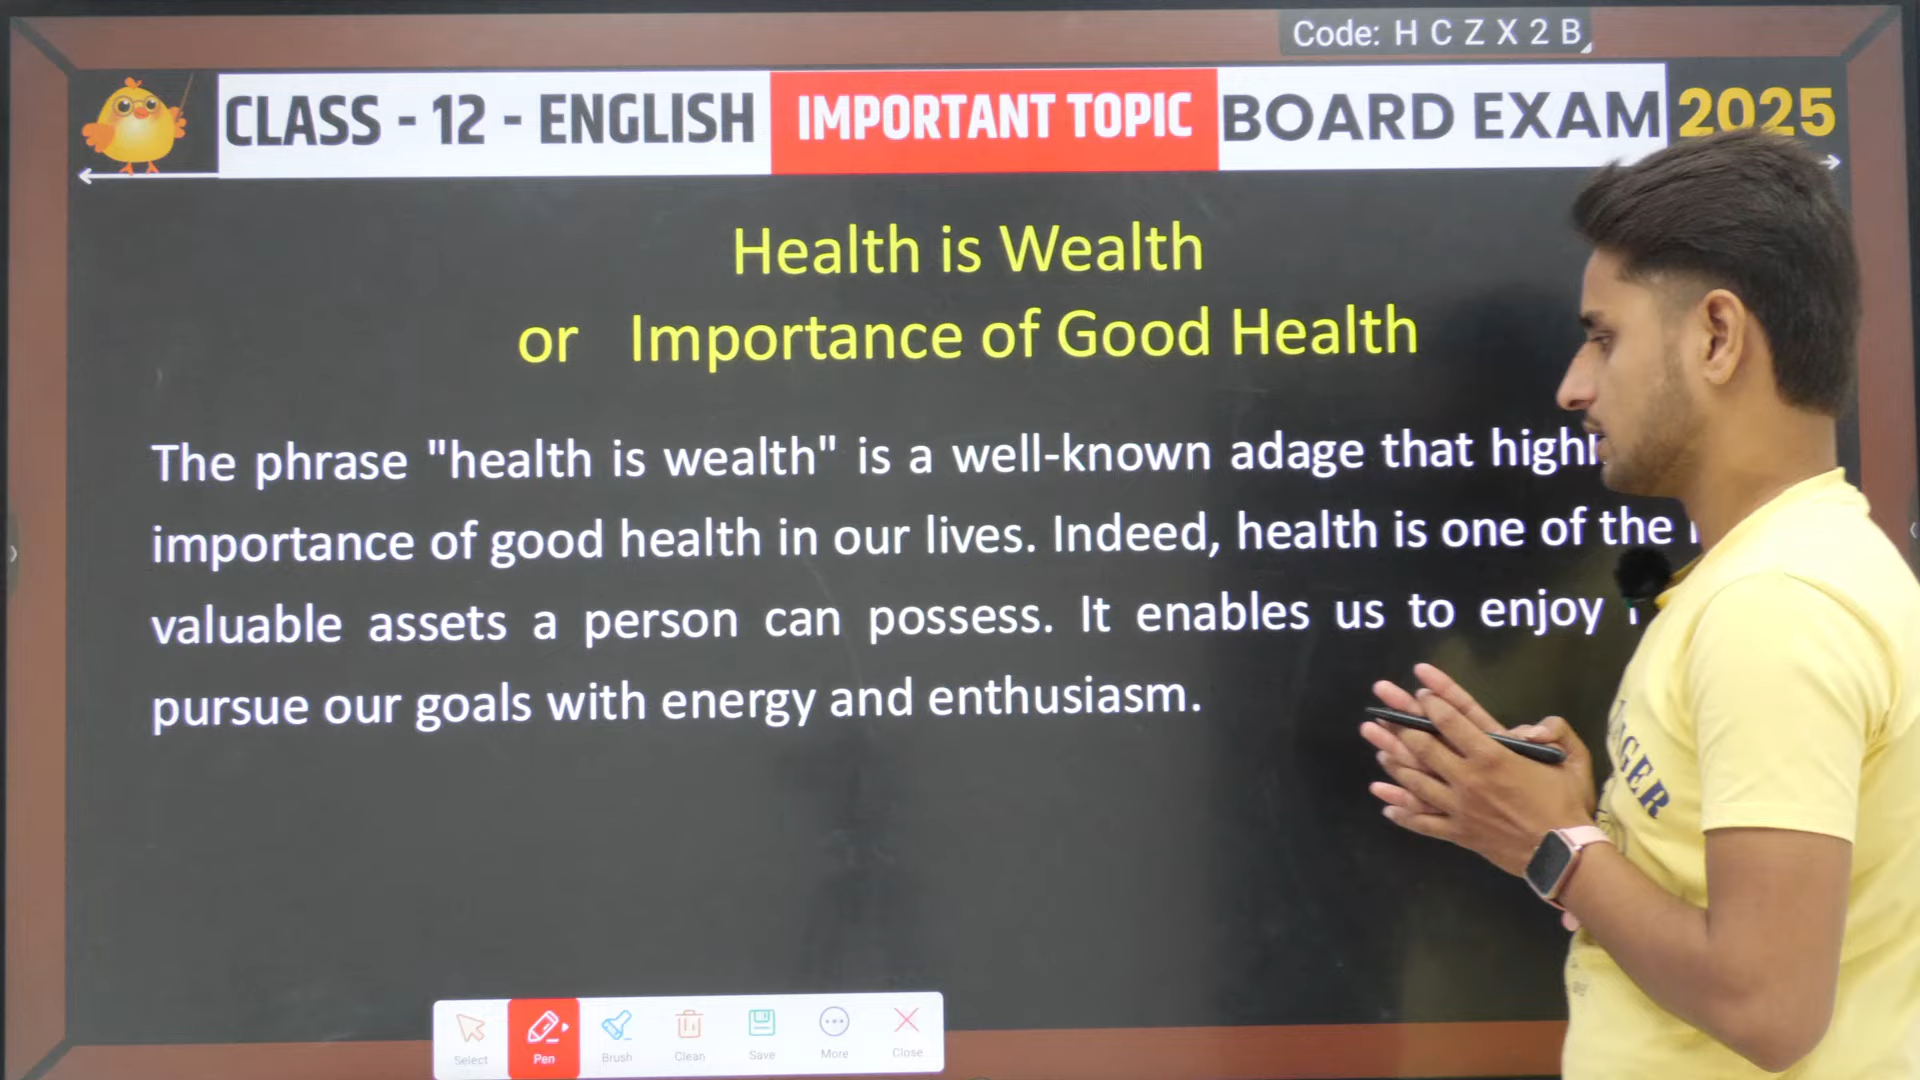 Code: H C Z X 2 B
CLASS - 12 - ENGLISH IMPORTANT TOPIC BOARD EXAM 2025
Health is Wealth
or Importance of Good Health
The phrase "health is wealth" is a well-known adage that
importance of good health in our lives. Indeed, health is one of the
valuable assets a person can possess. It enables us to enjoy
pursue our goals with energy and enthusiasm.
Select Pen Brush Clean Save More Close